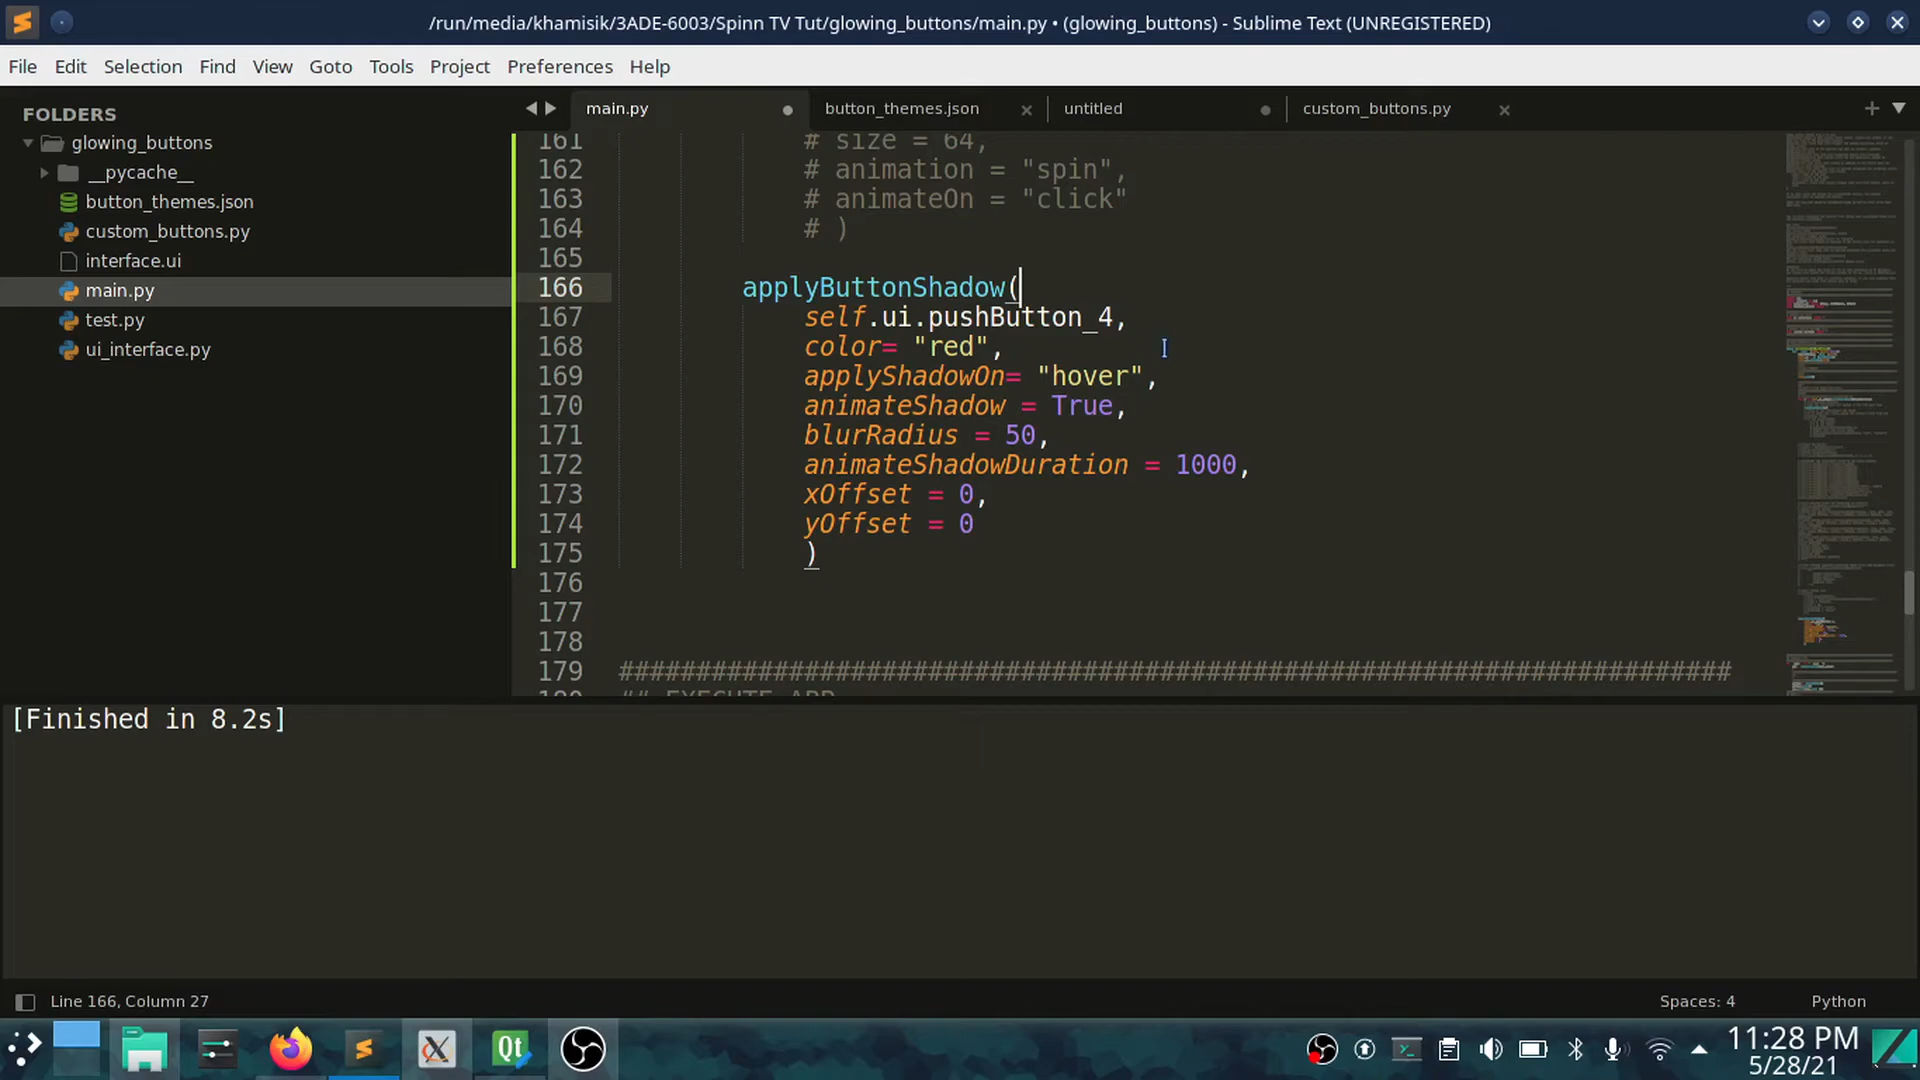 /run/media/khamisik/3ADE-6003/Spinn TV Tut/glowing_buttons/main.py • (glowing_buttons) - Sublime Text (UNREGISTERED)
File Edit Selection Find View Goto Tools Project Preferences Help
FOLDERS
glowing_buttons
__pycache__
button_themes.json
custom_buttons.py
interface.ui
main.py
test.py
ui_interface.py
main.py button_themes.json untitled custom_buttons.py
161 # size = 64,
162 # animation = "spin",
163 # animateOn = "click"
164 # )
165
166 applyButtonShadow(
167 self.ui.pushButton_4,
168 color= "red",
169 applyShadowOn= "hover",
170 animateShadow = True,
171 blurRadius = 50,
172 animateShadowDuration = 1000,
173 xOffset = 0,
174 yOffset = 0
175 )
176
177
178
179 ########################################################################
180 ## EXECUTE APP
[Finished in 8.2s]
Line 166, Column 27 Spaces: 4 Python
Qt
11:28 PM
5/28/21